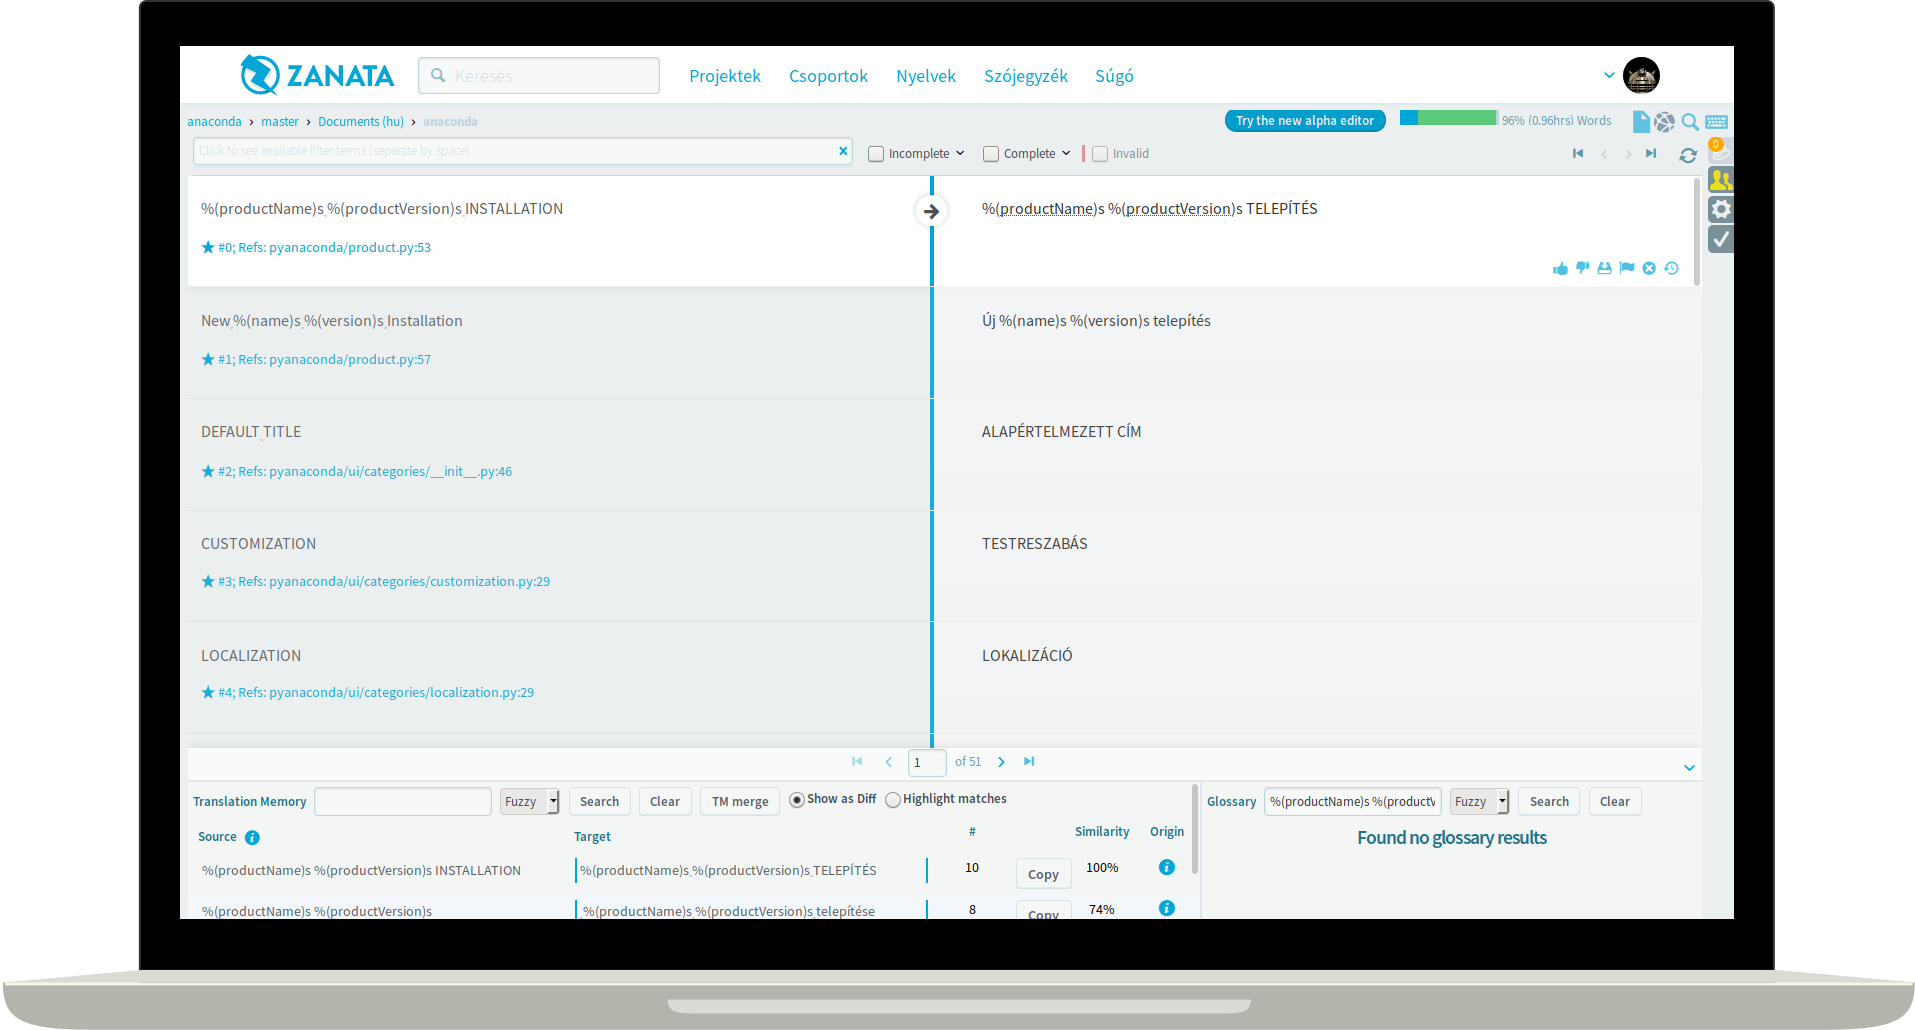 ZANATA Keresés Projektek Csoportok Nyelvek Szójegyzék Súgó
anaconda › master › Documents (hu) › anaconda Try the new alpha editor 96% (0.96hrs) Words
Click to see available filter terms (separate by space) x Incomplete Complete Invalid
0
%(productName)s %(productVersion)s INSTALLATION %(productName)s %(productVersion)s TELEPÍTÉS
#0; Refs: pyanaconda/product.py:53
New %(name)s %(version)s Installation Új %(name)s %(version)s telepítés
#1; Refs: pyanaconda/product.py:57
DEFAULT TITLE ALAPÉRTELMEZETT CÍM
#2; Refs: pyanaconda/ui/categories/__init__.py:46
CUSTOMIZATION TESTRESZABÁS
#3; Refs: pyanaconda/ui/categories/customization.py:29
LOCALIZATION LOKALIZÁCIÓ
#4; Refs: pyanaconda/ui/categories/localization.py:29
1 of 51
Translation Memory Fuzzy Search Clear TM merge Show as Diff Highlight matches Glossary %(productName)s %(productV Fuzzy Search Clear
Source Target # Similarity Origin Found no glossary results
%(productName)s %(productVersion)s INSTALLATION %(productName)s %(productVersion)s TELEPÍTÉS 10 Copy 100%
%(productName)s %(productVersion)s %(productName)s %(productVersion)s telepítése 8 Copy 74%